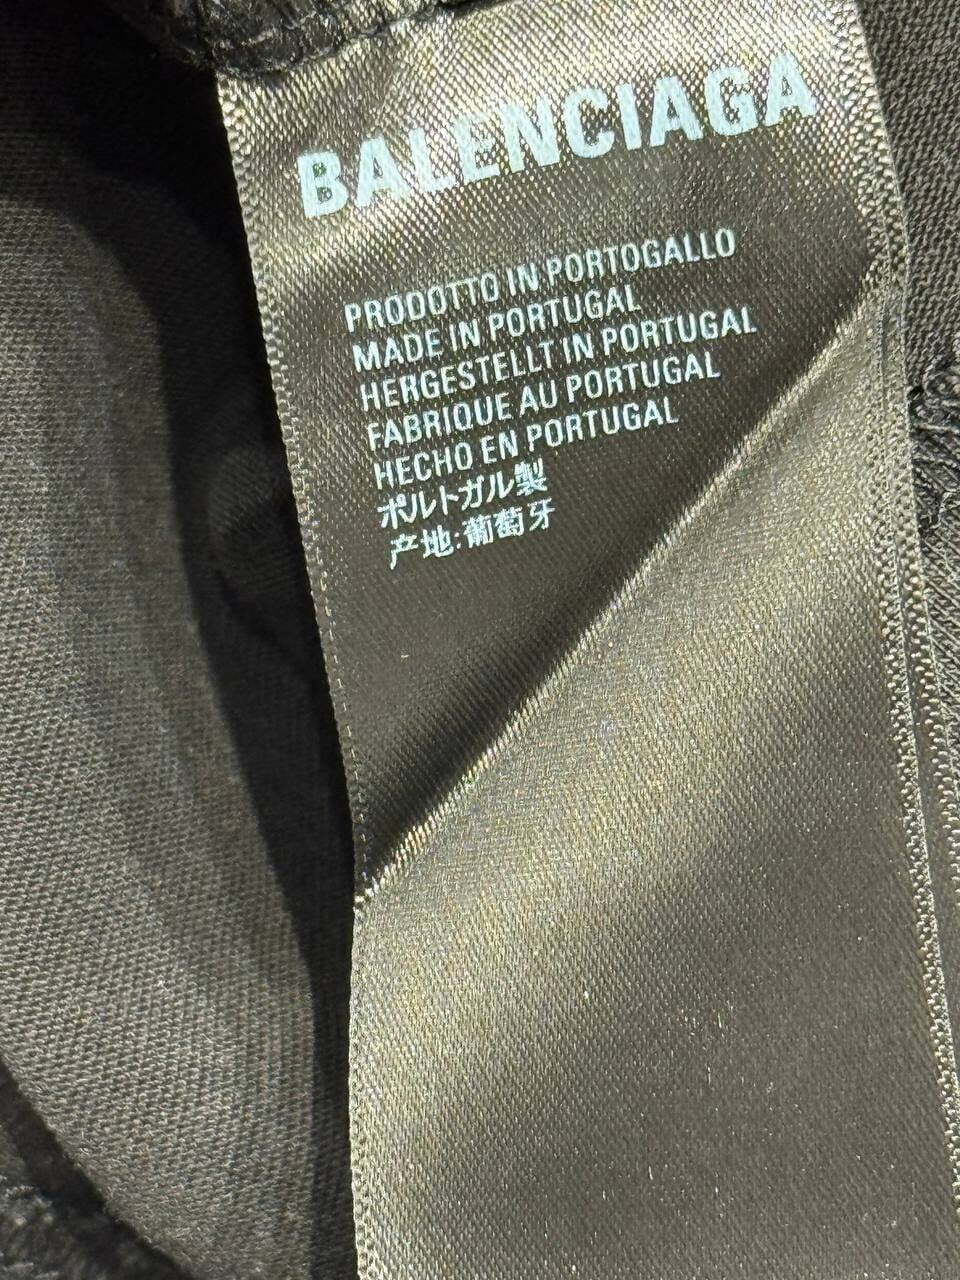 BALENCIAGA
PRODOTTO IN PORTOGALLO
MADE IN PORTUGAL
HERGESTELLT IN PORTUGAL
FABRIQUE AU PORTUGAL
HECHO EN PORTUGAL
ポルトガル製
产地:葡萄牙